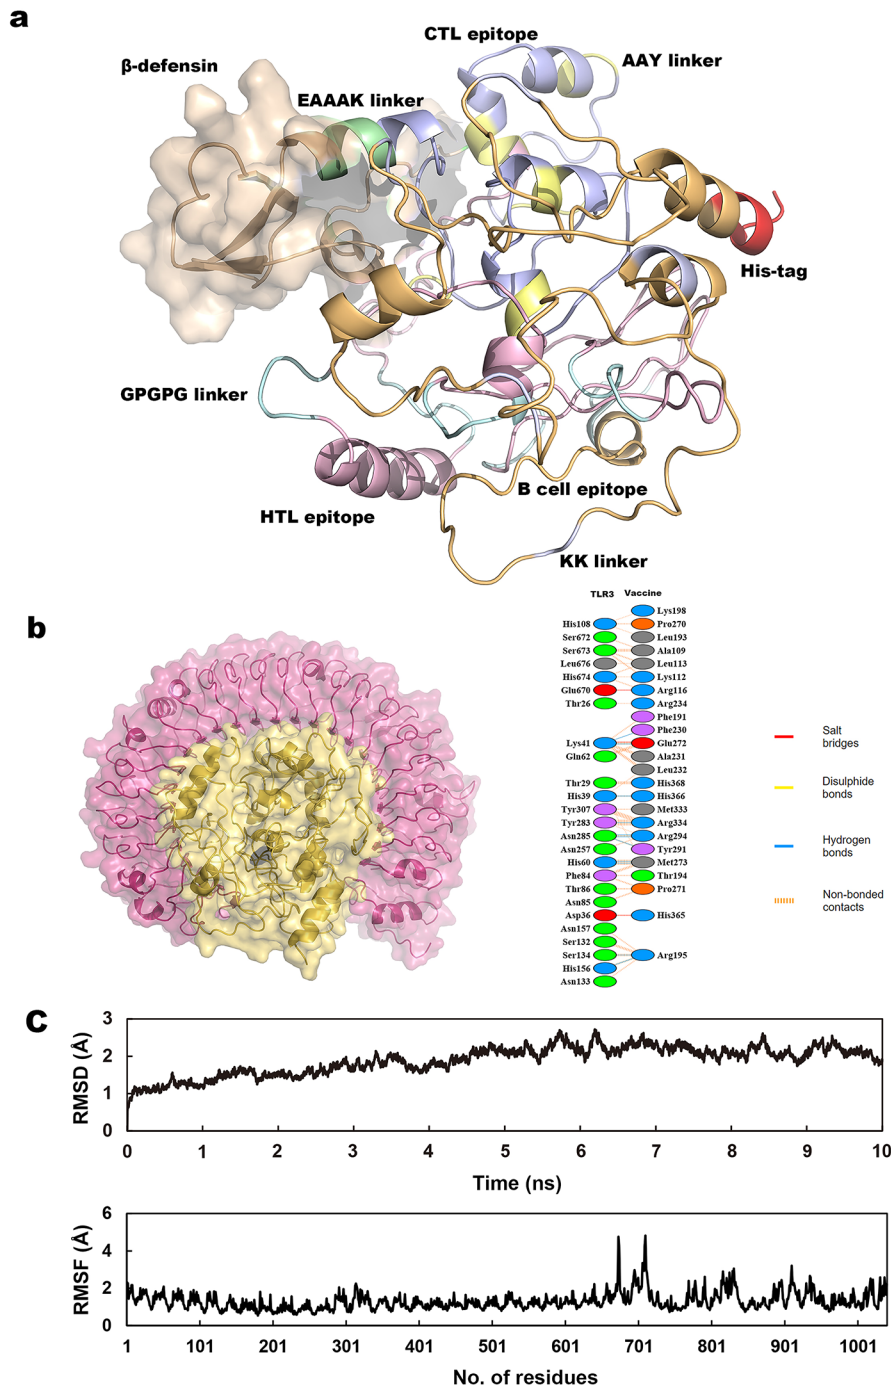 a
CTL epitope
β-defensin
AAY linker
EAAAK linker
His-tag
GPGPG linker
B cell epitope
HTL epitope
KK linker
b
TLR3 Vaccine
Lys198
His108 Pro270
Ser672 Leu193
Ser673 Ala109
Leu676 Leu113
His674 Lys112
Glu670 Arg116
Thr26 Arg234
Phe191
Phe230
Lys41 Glu272
Gln62 Ala231
Leu232
Thr29 His368
His39 His366
Tyr307 Met333
Tyr283 Arg334
Asn285 Arg294
Asn257 Tyr291
His60 Met273
Phe84 Thr194
Thr86 Pro271
Asn85
Asp36 His365
Asn157
Ser132
Ser134 Arg195
His156
Asn133
Salt
bridges
Disulphide
bonds
Hydrogen
bonds
Non-bonded
contacts
C
RMSD (Å)
3
2
1
0
0 1 2 3 4 5 6 7 8 9 10
Time (ns)
RMSF (Å)
6
4
2
0
1 101 201 301 401 501 601 701 801 901 1001
No. of residues